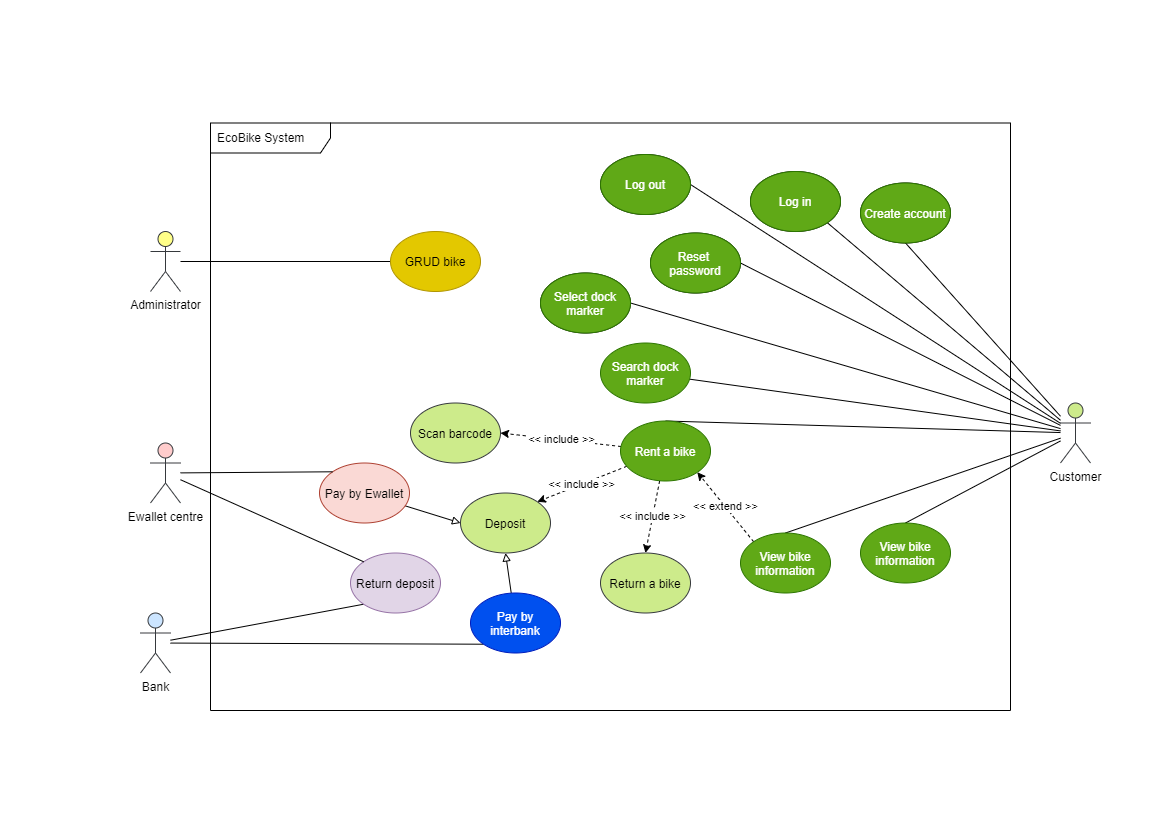 EcoBike System
Log out
Log in
Create account
Reset
password
GRUD bike
Administrator
Select dock
marker
Search dock
marker
Scan barcode
<< include >>
Rent a bike
Customer
<< include >>
Pay by Ewallet
Ewallet centre
Deposit
<< include >>
<< extend >>
View bike
information
View bike
information
Return deposit
Return a bike
Pay by
interbank
Bank